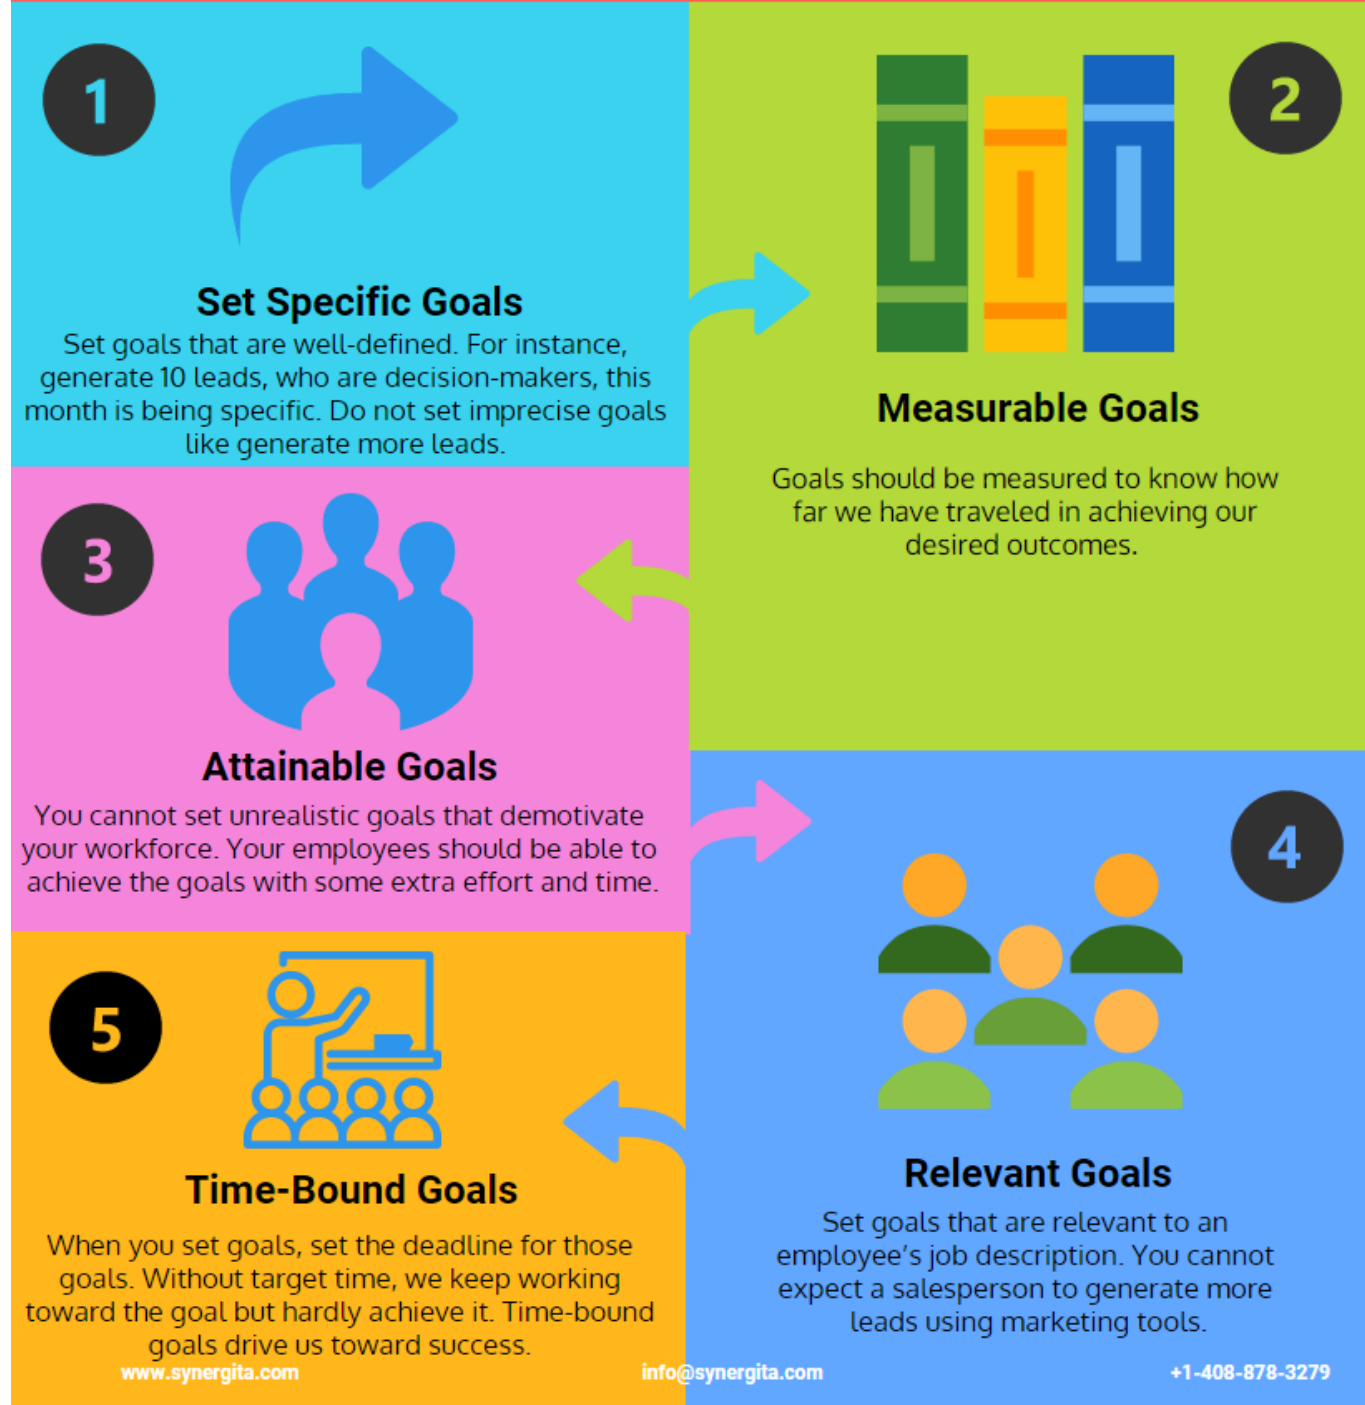 1
Set Specific Goals
Set goals that are well-defined. For instance,
generate 10 leads, who are decision-makers, this
month is being specific. Do not set imprecise goals
like generate more leads.
2
Measurable Goals
Goals should be measured to know how
far we have traveled in achieving our
desired outcomes.
3
Attainable Goals
You cannot set unrealistic goals that demotivate
your workforce. Your employees should be able to
achieve the goals with some extra effort and time.
4
Relevant Goals
Set goals that are relevant to an
employee's job description. You cannot
expect a salesperson to generate more
leads using marketing tools.
5
Time-Bound Goals
When you set goals, set the deadline for those
goals. Without target time, we keep working
toward the goal but hardly achieve it. Time-bound
goals drive us toward success.
www.synergita.com
info@synergita.com
+1-408-878-3279